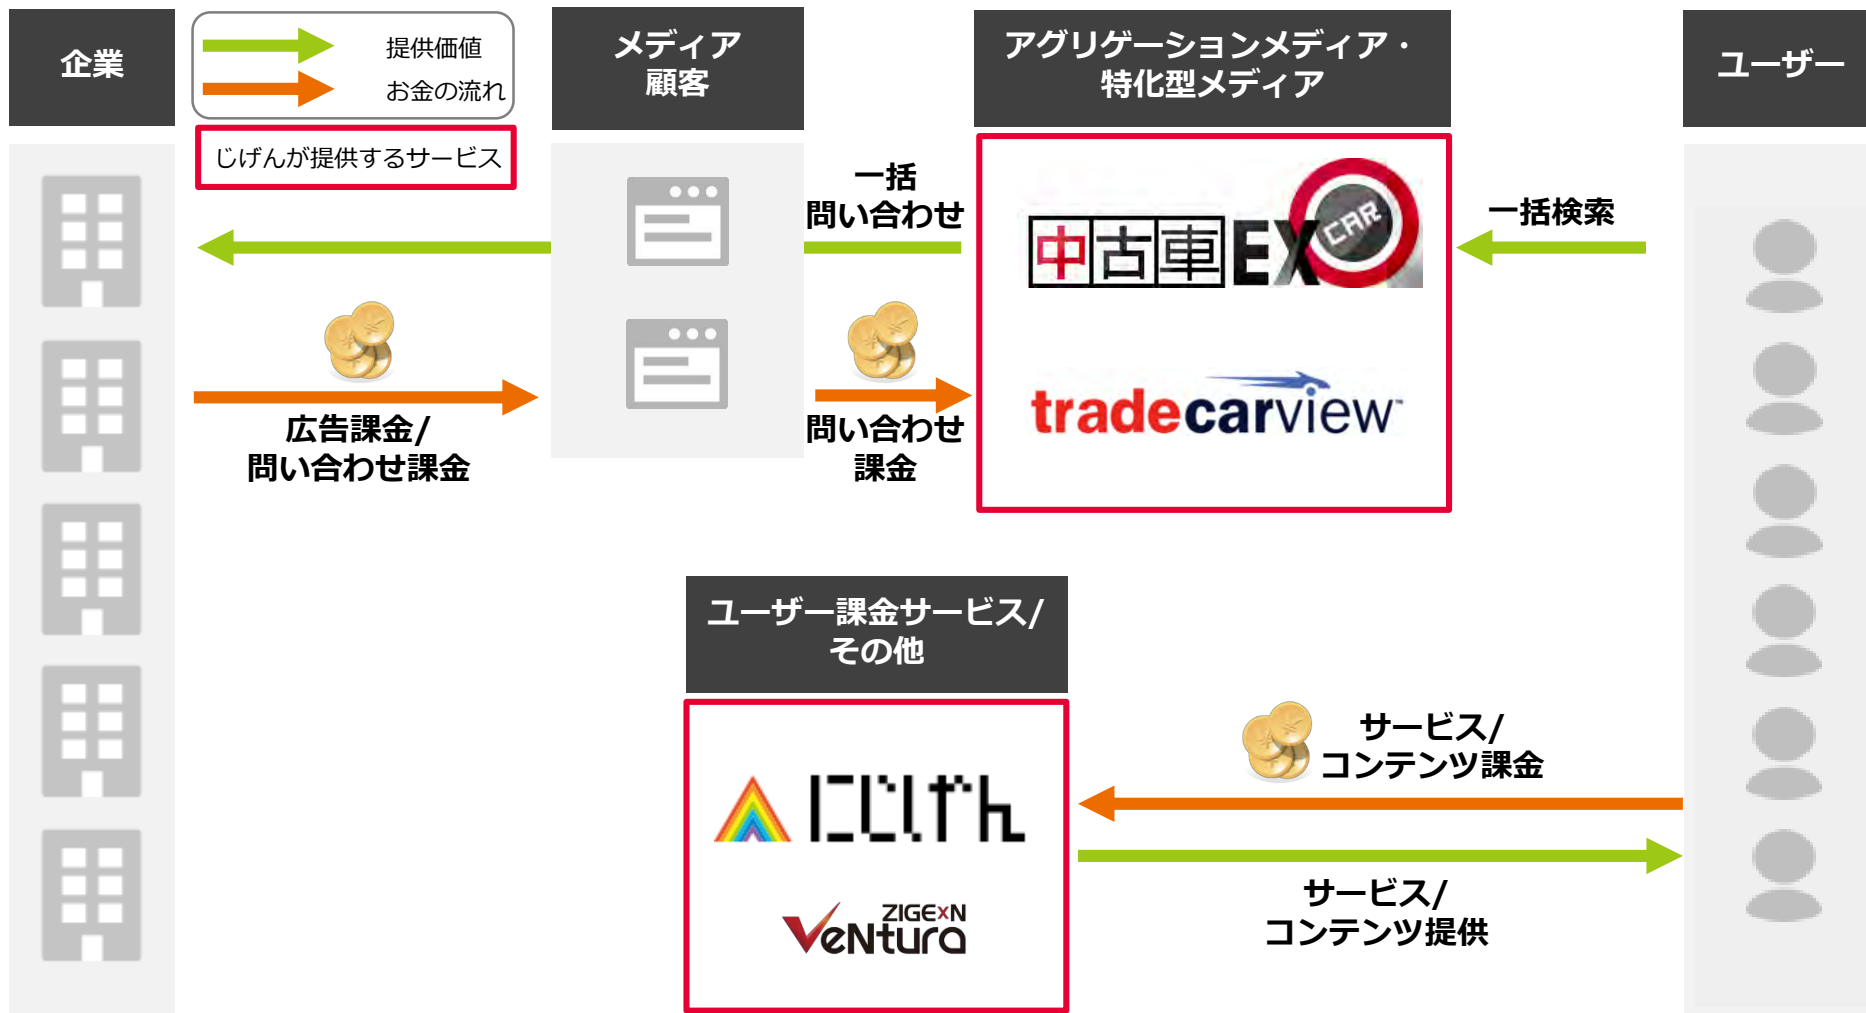 企業
提供価値
お金の流れ
じげんが提供するサービス
メディア
顧客
アグリゲーションメディア・
特化型メディア
ユーザー
一括
問い合わせ
中古車EX
CAR
一括検索
tradecarview
広告課金/
問い合わせ課金
問い合わせ
課金
ユーザー課金サービス/
その他
にじげん
ZIGExN
VeNtura
サービス/
コンテンツ課金
サービス/
コンテンツ提供